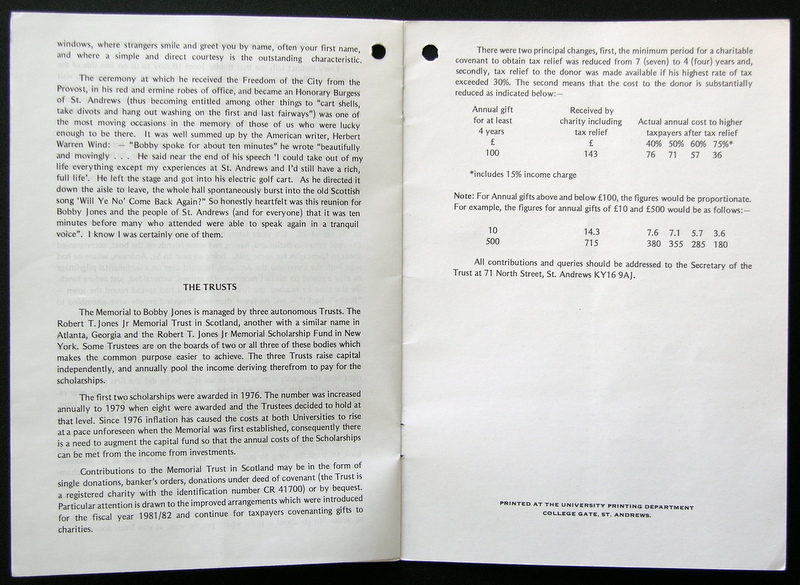 windows, where strangers smile and greet you by name, often your first name,
and where a simple and direct courtesy is the outstanding characteristic.
The ceremony at which he received the Freedom of the City from the
Provost, in his red and ermine robes of office, and became an Honorary Burgess
of St. Andrews (thus becoming entitled among other things to "cart shells,
take divots and hang out washing on the first and last fairways") was one of
the most moving occasions in the memory of those of us who were lucky
enough to be there. It was well summed up by the American writer, Herbert
Warren Wind: — "Bobby spoke for about ten minutes" he wrote "beautifully
and movingly . . . He said near the end of his speech 'I could take out of my
life everything except my experiences at St. Andrews and I'd still have a rich,
full life'. He left the stage and got into his electric golf cart. As he directed it
down the aisle to leave, the whole hall spontaneously burst into the old Scottish
song 'Will Ye No' Come Back Again?" So honestly heartfelt was this reunion for
Bobby Jones and the people of St. Andrews (and for everyone) that it was ten
minutes before many who attended were able to speak again in a tranquil
voice". I know I was certainly one of them.
THE TRUSTS
The Memorial to Bobby Jones is managed by three autonomous Trusts. The
Robert T. Jones Jr Memorial Trust in Scotland, another with a similar name in
Atlanta, Georgia and the Robert T. Jones Jr Memorial Scholarship Fund in New
York. Some Trustees are on the boards of two or all three of these bodies which
makes the common purpose easier to achieve. The three Trusts raise capital
independently, and annually pool the income deriving therefrom to pay for the
scholarships.
The first two scholarships were awarded in 1976. The number was increased
annually to 1979 when eight were awarded and the Trustees decided to hold at
that level. Since 1976 inflation has caused the costs at both Universities to rise
at a pace unforeseen when the Memorial was first established, consequently there
is a need to augment the capital fund so that the annual costs of the Scholarships
can be met from the income from investments.
Contributions to the Memorial Trust in Scotland may be in the form of
single donations, banker's orders, donations under deed of covenant (the Trust is
a registered charity with the identification number CR 41700) or by bequest.
Particular attention is drawn to the improved arrangements which were introduced
for the fiscal year 1981/82 and continue for taxpayers covenanting gifts to
charities.
There were two principal changes, first, the minimum period for a charitable
covenant to obtain tax relief was reduced from 7 (seven) to 4 (four) years and,
secondly, tax relief to the donor was made available if his highest rate of tax
exceeded 30%. The second means that the cost to the donor is substantially
reduced as indicated below:—
Annual gift Received by
for at least charity including Actual annual cost to higher
4 years tax relief taxpayers after tax relief
£ £ 40% 50% 60% 75%*
100 143 76 71 57 36
*includes 15% income charge
Note: For Annual gifts above and below £100, the figures would be proportionate.
For example, the figures for annual gifts of £10 and £500 would be as follows:—
10 14.3 7.6 7.1 5.7 3.6
500 715 380 355 285 180
All contributions and queries should be addressed to the Secretary of the
Trust at 71 North Street, St. Andrews KY16 9AJ.
PRINTED AT THE UNIVERSITY PRINTING DEPARTMENT
COLLEGE GATE, ST. ANDREWS.